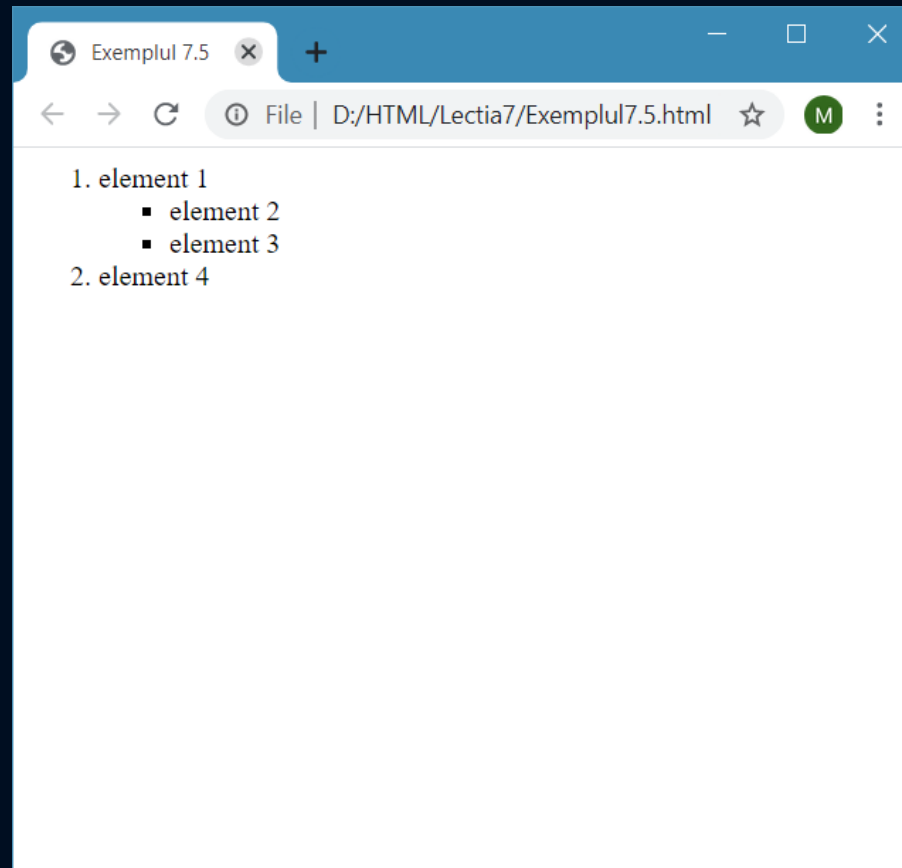 Exemplul 7.5
File | D:/HTML/Lectia7/Exemplul7.5.html
M
1. element 1
▪ element 2
▪ element 3
2. element 4